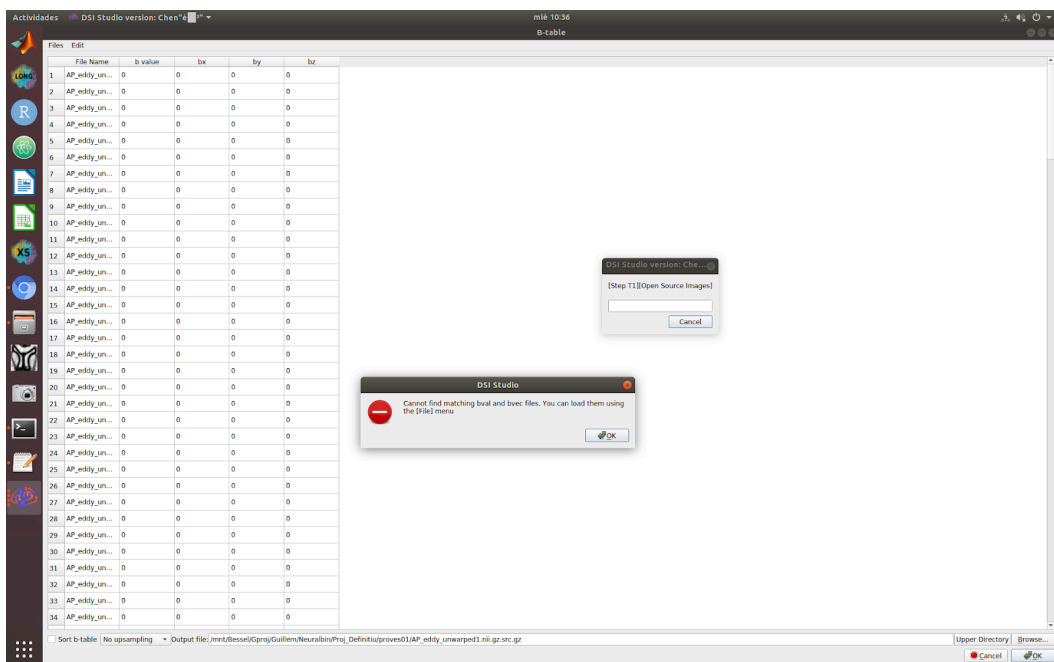 Actividades DSI Studio version: Chen"è ³" mié 10:36
B-table
Files Edit
File Name b value bx by bz
1 AP_eddy_un... 0 0 0 0
2 AP_eddy_un... 0 0 0 0
3 AP_eddy_un... 0 0 0 0
4 AP_eddy_un... 0 0 0 0
5 AP_eddy_un... 0 0 0 0
6 AP_eddy_un... 0 0 0 0
7 AP_eddy_un... 0 0 0 0
8 AP_eddy_un... 0 0 0 0
9 AP_eddy_un... 0 0 0 0
10 AP_eddy_un... 0 0 0 0
11 AP_eddy_un... 0 0 0 0
12 AP_eddy_un... 0 0 0 0
13 AP_eddy_un... 0 0 0 0
14 AP_eddy_un... 0 0 0 0
15 AP_eddy_un... 0 0 0 0
16 AP_eddy_un... 0 0 0 0
17 AP_eddy_un... 0 0 0 0
18 AP_eddy_un... 0 0 0 0
19 AP_eddy_un... 0 0 0 0
20 AP_eddy_un... 0 0 0 0
21 AP_eddy_un... 0 0 0 0
22 AP_eddy_un... 0 0 0 0
23 AP_eddy_un... 0 0 0 0
24 AP_eddy_un... 0 0 0 0
25 AP_eddy_un... 0 0 0 0
26 AP_eddy_un... 0 0 0 0
27 AP_eddy_un... 0 0 0 0
28 AP_eddy_un... 0 0 0 0
29 AP_eddy_un... 0 0 0 0
30 AP_eddy_un... 0 0 0 0
31 AP_eddy_un... 0 0 0 0
32 AP_eddy_un... 0 0 0 0
33 AP_eddy_un... 0 0 0 0
34 AP_eddy_un... 0 0 0 0
DSI Studio version: Che...
[Step T1][Open Source Images]
Cancel
DSI Studio
Cannot find matching bval and bvec files. You can load them using
the [File] menu
OK
Sort b-table No upsampling Output file: /mnt/Bessel/Gproj/Guillem/Neuralbin/Proj_Definitiu/proves01/AP_eddy_unwarped1.nii.gz.src.gz Upper Directory Browse...
Cancel OK
LONG
R
XS